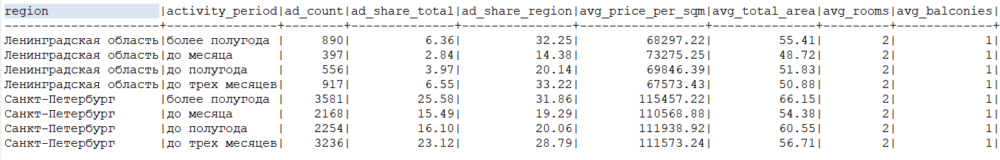 region               |activity_period|ad_count|ad_share_total|ad_share_region|avg_price_per_sqm|avg_total_area|avg_rooms|avg_balconies|
---------------------+---------------+--------+--------------+---------------+-----------------+--------------+---------+-------------+
Ленинградская область|более полугода |     890|          6.36|          32.25|         68297.22|         55.41|        2|            1|
Ленинградская область|до месяца      |     397|          2.84|          14.38|         73275.25|         48.72|        2|            1|
Ленинградская область|до полугода    |     556|          3.97|          20.14|         69846.39|         51.83|        2|            1|
Ленинградская область|до трех месяцев|     917|          6.55|          33.22|         67573.43|         50.88|        2|            1|
Санкт-Петербург      |более полугода |    3581|         25.58|          31.86|        115457.22|         66.15|        2|            1|
Санкт-Петербург      |до месяца      |    2168|         15.49|          19.29|        110568.88|         54.38|        2|            1|
Санкт-Петербург      |до полугода    |    2254|         16.10|          20.06|        111938.92|         60.55|        2|            1|
Санкт-Петербург      |до трех месяцев|    3236|         23.12|          28.79|        111573.24|         56.71|        2|            1|